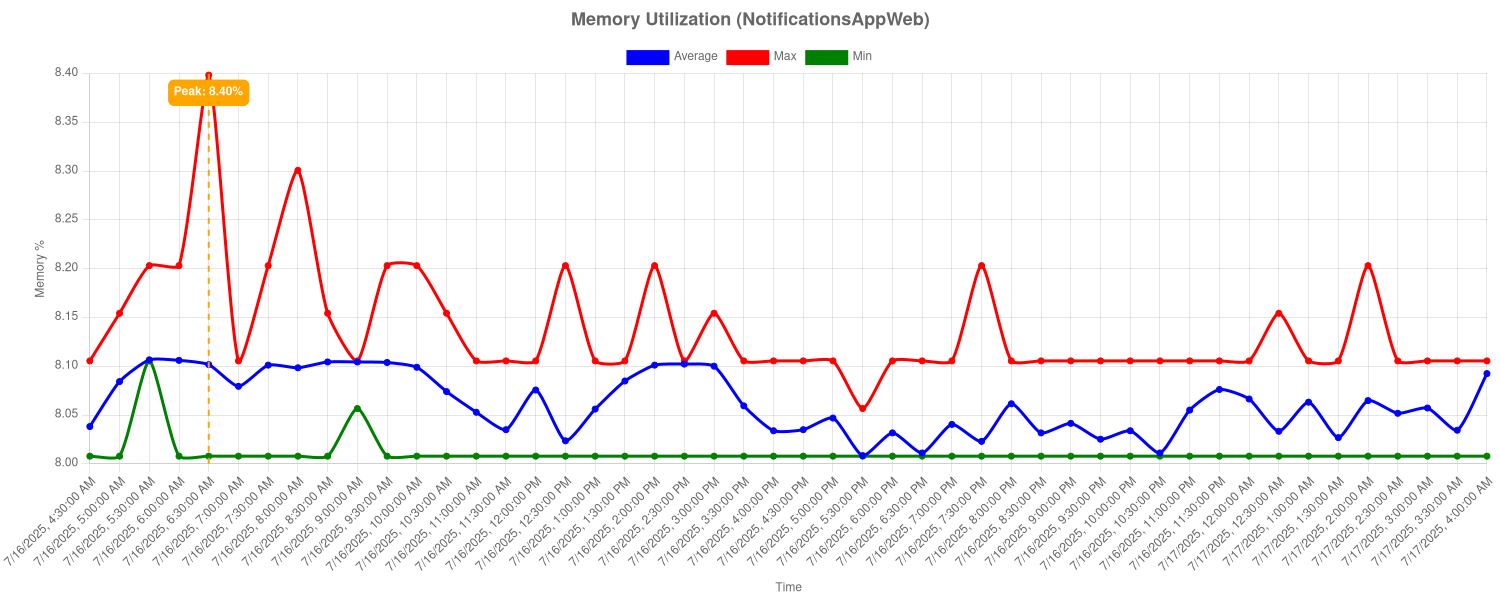 Memory Utilization (NotificationsAppWeb)
Average Max Min
8.40
Peak: 8.40%
8.35
8.30
8.25
8.20
8.15
8.10
8.05
8.00
Memory %
7/16/2025, 4:30:00 AM
7/16/2025, 5:00:00 AM
7/16/2025, 5:30:00 AM
7/16/2025, 6:00:00 AM
7/16/2025, 6:30:00 AM
7/16/2025, 7:00:00 AM
7/16/2025, 7:30:00 AM
7/16/2025, 8:00:00 AM
7/16/2025, 8:30:00 AM
7/16/2025, 9:00:00 AM
7/16/2025, 9:30:00 AM
7/16/2025, 10:00:00 AM
7/16/2025, 10:30:00 AM
7/16/2025, 11:00:00 AM
7/16/2025, 11:30:00 AM
7/16/2025, 12:00:00 PM
7/16/2025, 12:30:00 PM
7/16/2025, 1:00:00 PM
7/16/2025, 1:30:00 PM
7/16/2025, 2:00:00 PM
7/16/2025, 2:30:00 PM
7/16/2025, 3:00:00 PM
7/16/2025, 3:30:00 PM
7/16/2025, 4:00:00 PM
7/16/2025, 4:30:00 PM
7/16/2025, 5:00:00 PM
7/16/2025, 5:30:00 PM
7/16/2025, 6:00:00 PM
7/16/2025, 6:30:00 PM
7/16/2025, 7:00:00 PM
7/16/2025, 7:30:00 PM
7/16/2025, 8:00:00 PM
7/16/2025, 8:30:00 PM
7/16/2025, 9:00:00 PM
7/16/2025, 9:30:00 PM
7/16/2025, 10:00:00 PM
7/16/2025, 10:30:00 PM
7/16/2025, 11:00:00 PM
7/16/2025, 11:30:00 PM
7/17/2025, 12:00:00 AM
7/17/2025, 12:30:00 AM
7/17/2025, 1:00:00 AM
7/17/2025, 1:30:00 AM
7/17/2025, 2:00:00 AM
7/17/2025, 2:30:00 AM
7/17/2025, 3:00:00 AM
7/17/2025, 3:30:00 AM
7/17/2025, 4:00:00 AM
Time